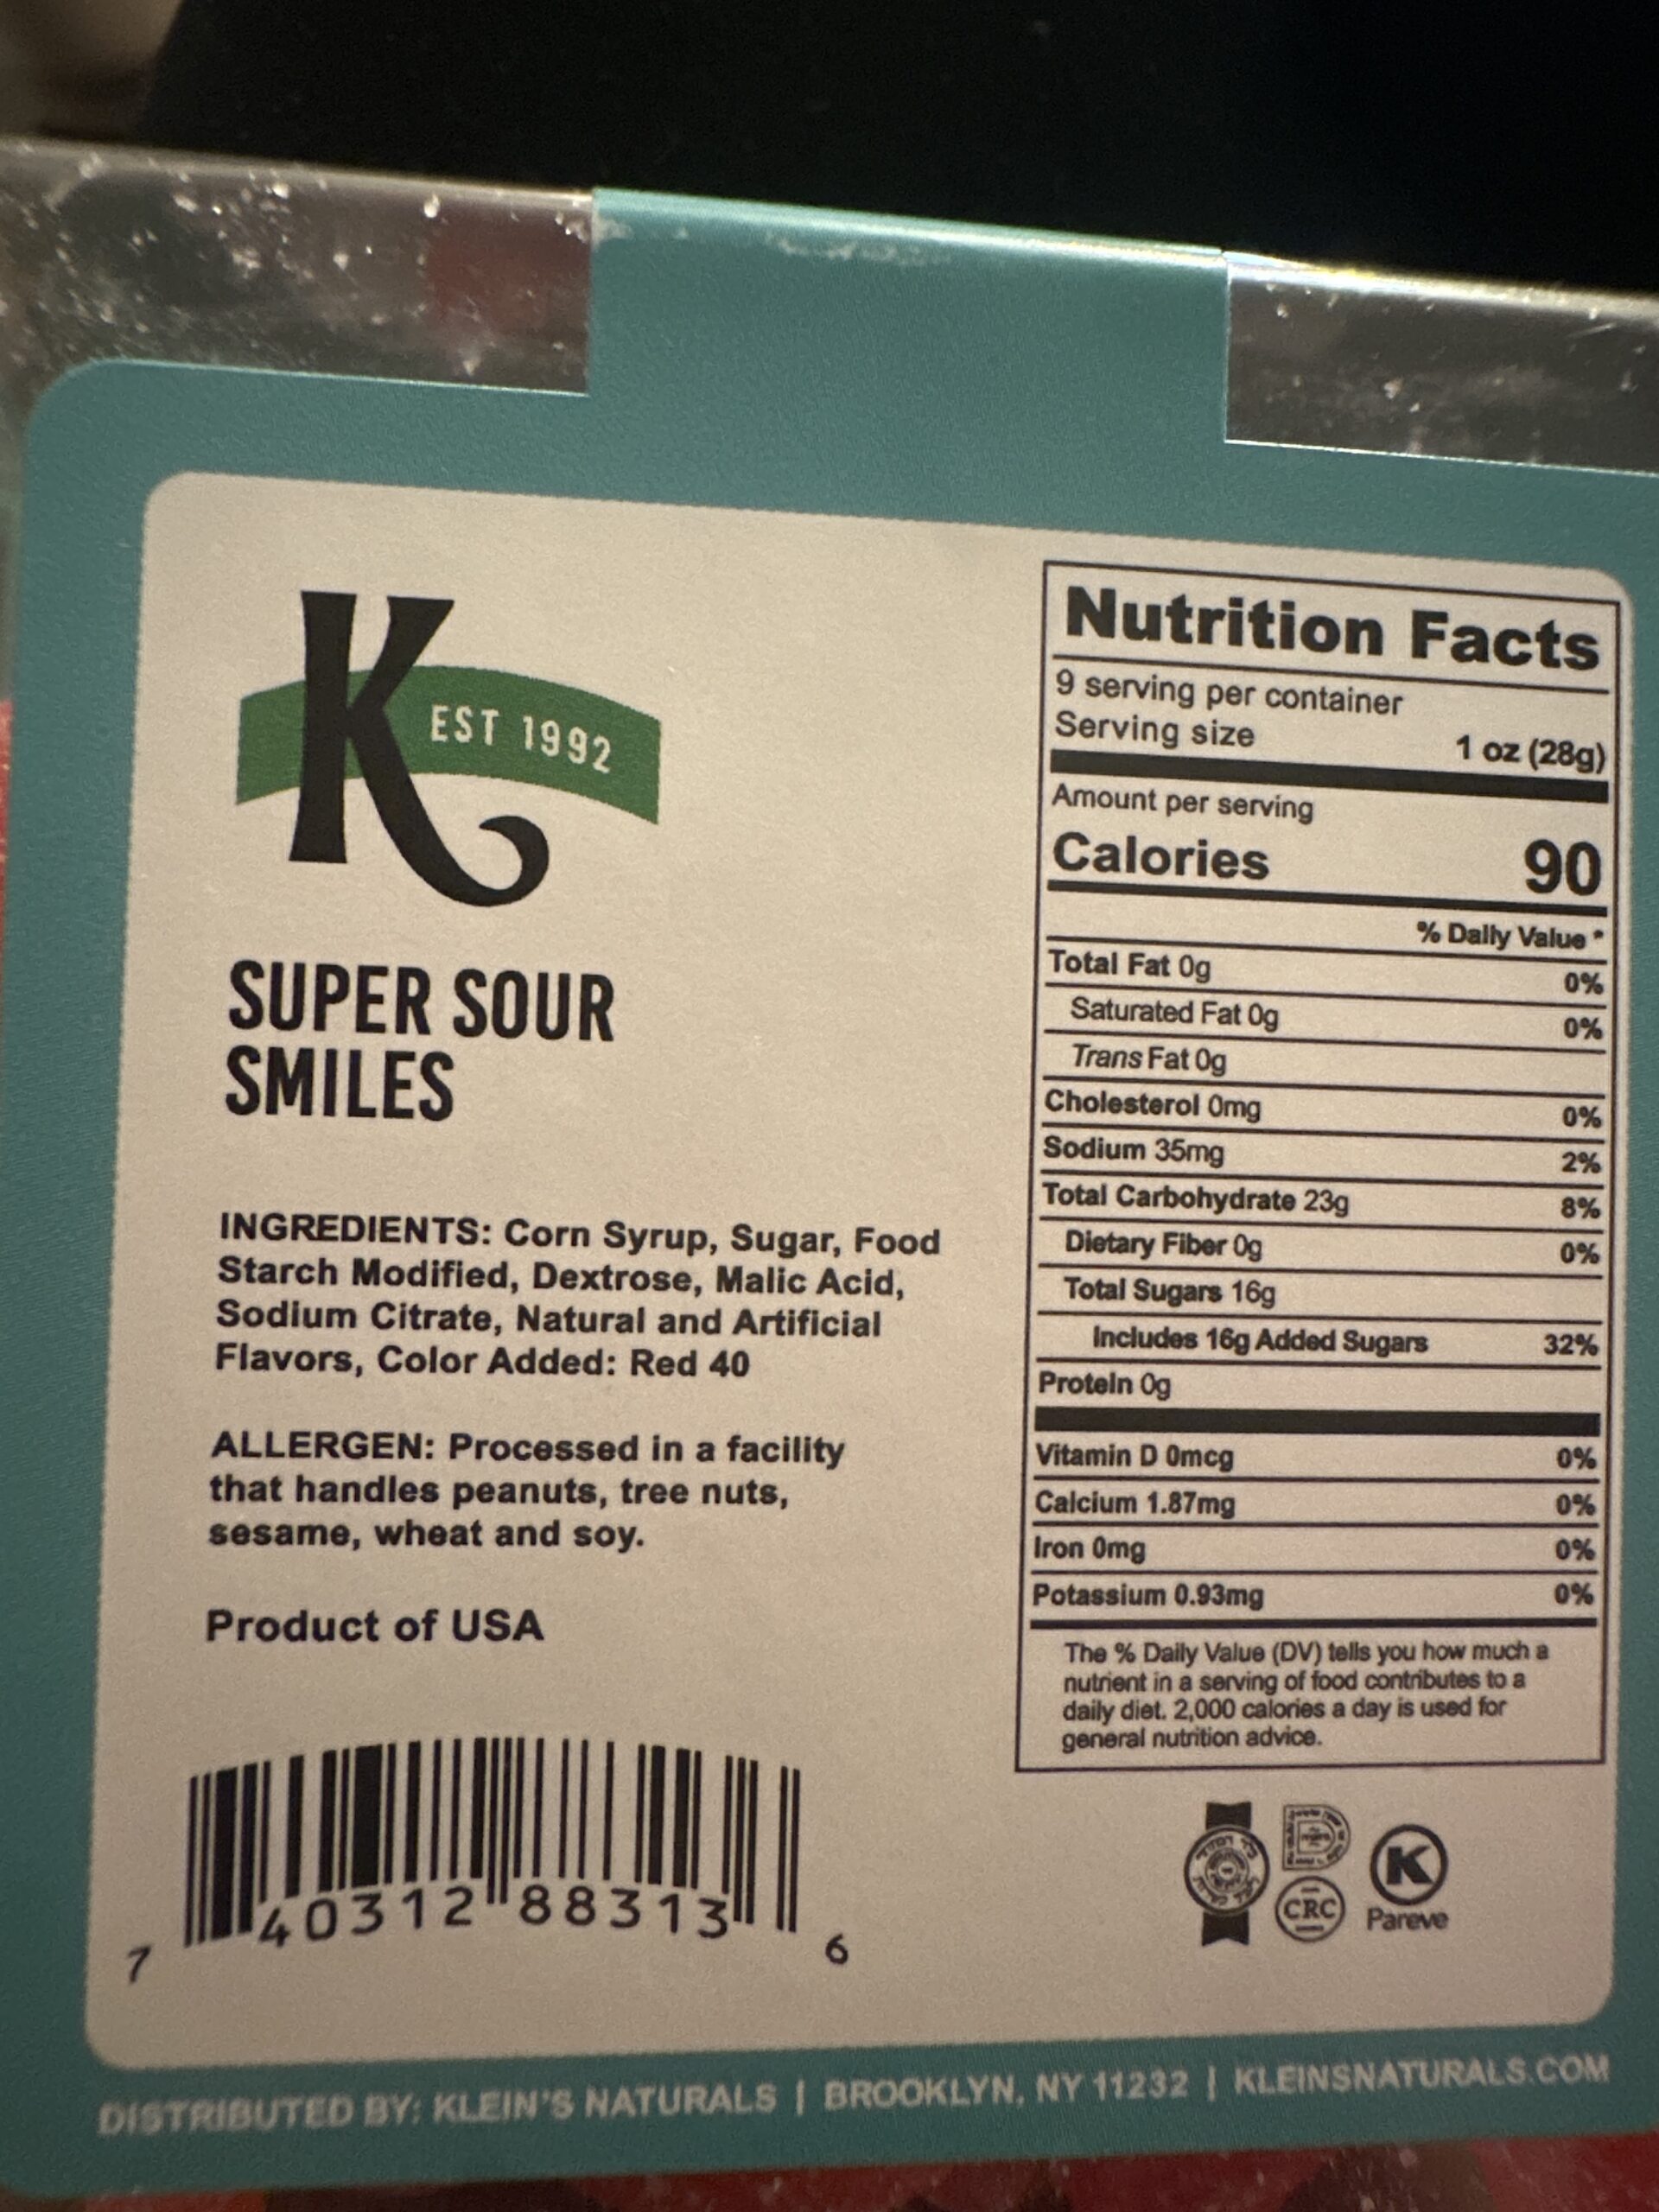 K
EST 1992
SUPER SOUR
SMILES
INGREDIENTS: Corn Syrup, Sugar, Food
Starch Modified, Dextrose, Malic Acid,
Sodium Citrate, Natural and Artificial
Flavors, Color Added: Red 40
ALLERGEN: Processed in a facility
that handles peanuts, tree nuts,
sesame, wheat and soy.
Product of USA
7 40312 88313 6
Nutrition Facts
9 serving per container
Serving size 1 oz (28g)
Amount per serving
Calories 90
% Daily Value *
Total Fat 0g 0%
Saturated Fat 0g 0%
Trans Fat 0g
Cholesterol 0mg 0%
Sodium 35mg 2%
Total Carbohydrate 23g 8%
Dietary Fiber 0g 0%
Total Sugars 16g
Includes 16g Added Sugars 32%
Protein 0g
Vitamin D 0mcg 0%
Calcium 1.87mg 0%
Iron 0mg 0%
Potassium 0.93mg 0%
The % Daily Value (DV) tells you how much a
nutrient in a serving of food contributes to a
daily diet. 2,000 calories a day is used for
general nutrition advice.
D
K
CRC
Pareve
DISTRIBUTED BY: KLEIN'S NATURALS | BROOKLYN, NY 11232 | KLEINSNATURALS.COM